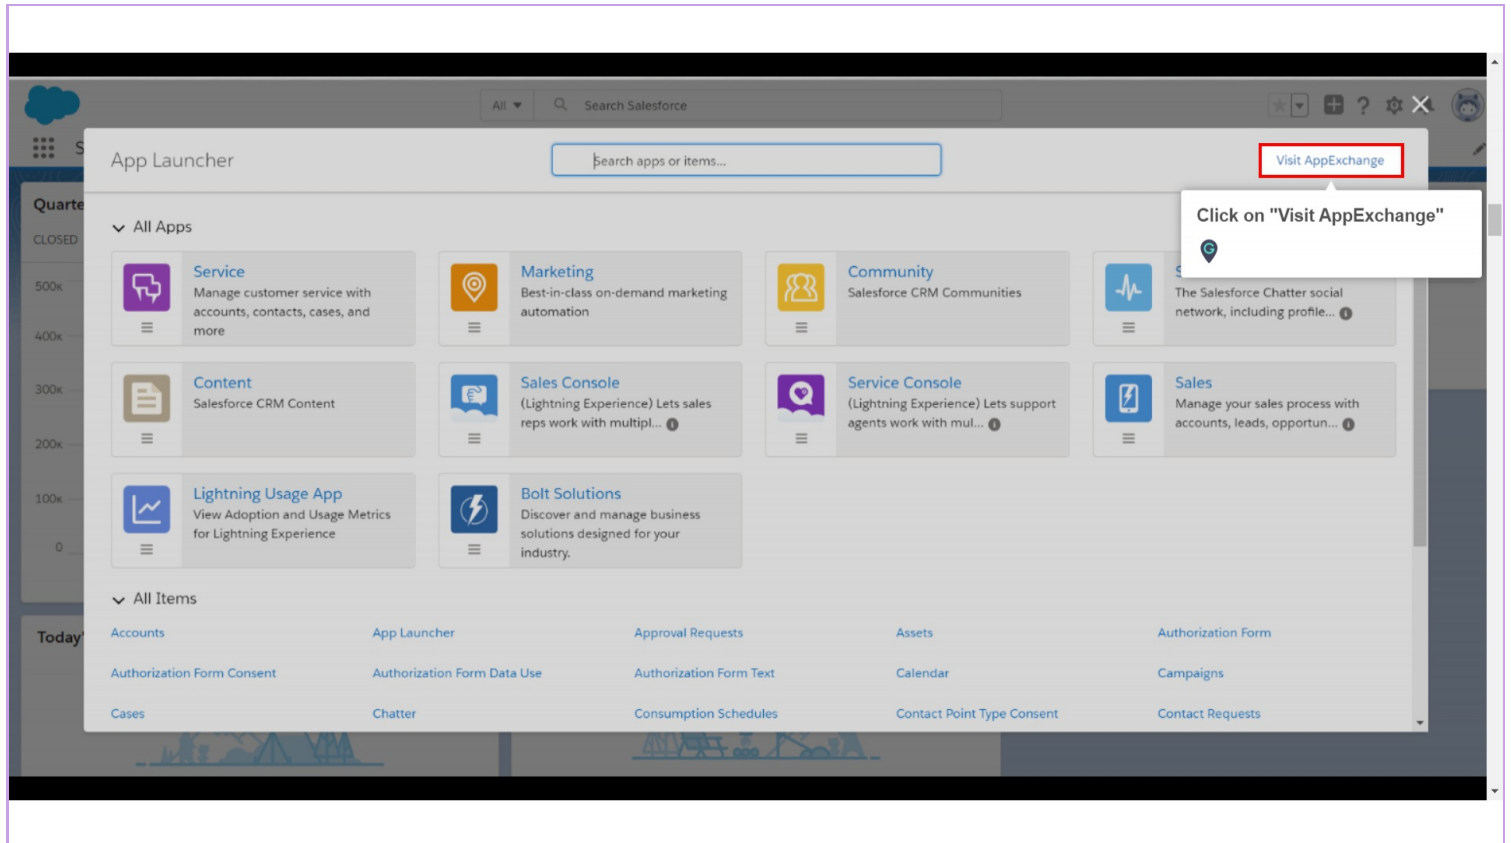 All
Search Salesforce
App Launcher
Search apps or items...
Visit AppExchange
Click on "Visit AppExchange"
Quarte
CLOSED
500K
400K
300K
200K
100K
0
Today'
All Apps
Service
Manage customer service with
accounts, contacts, cases, and
more
Marketing
Best-in-class on-demand marketing
automation
Community
Salesforce CRM Communities
The Salesforce Chatter social
network, including profile...
Content
Salesforce CRM Content
Sales Console
(Lightning Experience) Lets sales
reps work with multipl...
Service Console
(Lightning Experience) Lets support
agents work with mul...
Sales
Manage your sales process with
accounts, leads, opportun...
Lightning Usage App
View Adoption and Usage Metrics
for Lightning Experience
Bolt Solutions
Discover and manage business
solutions designed for your
industry.
All Items
Accounts App Launcher Approval Requests Assets Authorization Form
Authorization Form Consent Authorization Form Data Use Authorization Form Text Calendar Campaigns
Cases Chatter Consumption Schedules Contact Point Type Consent Contact Requests